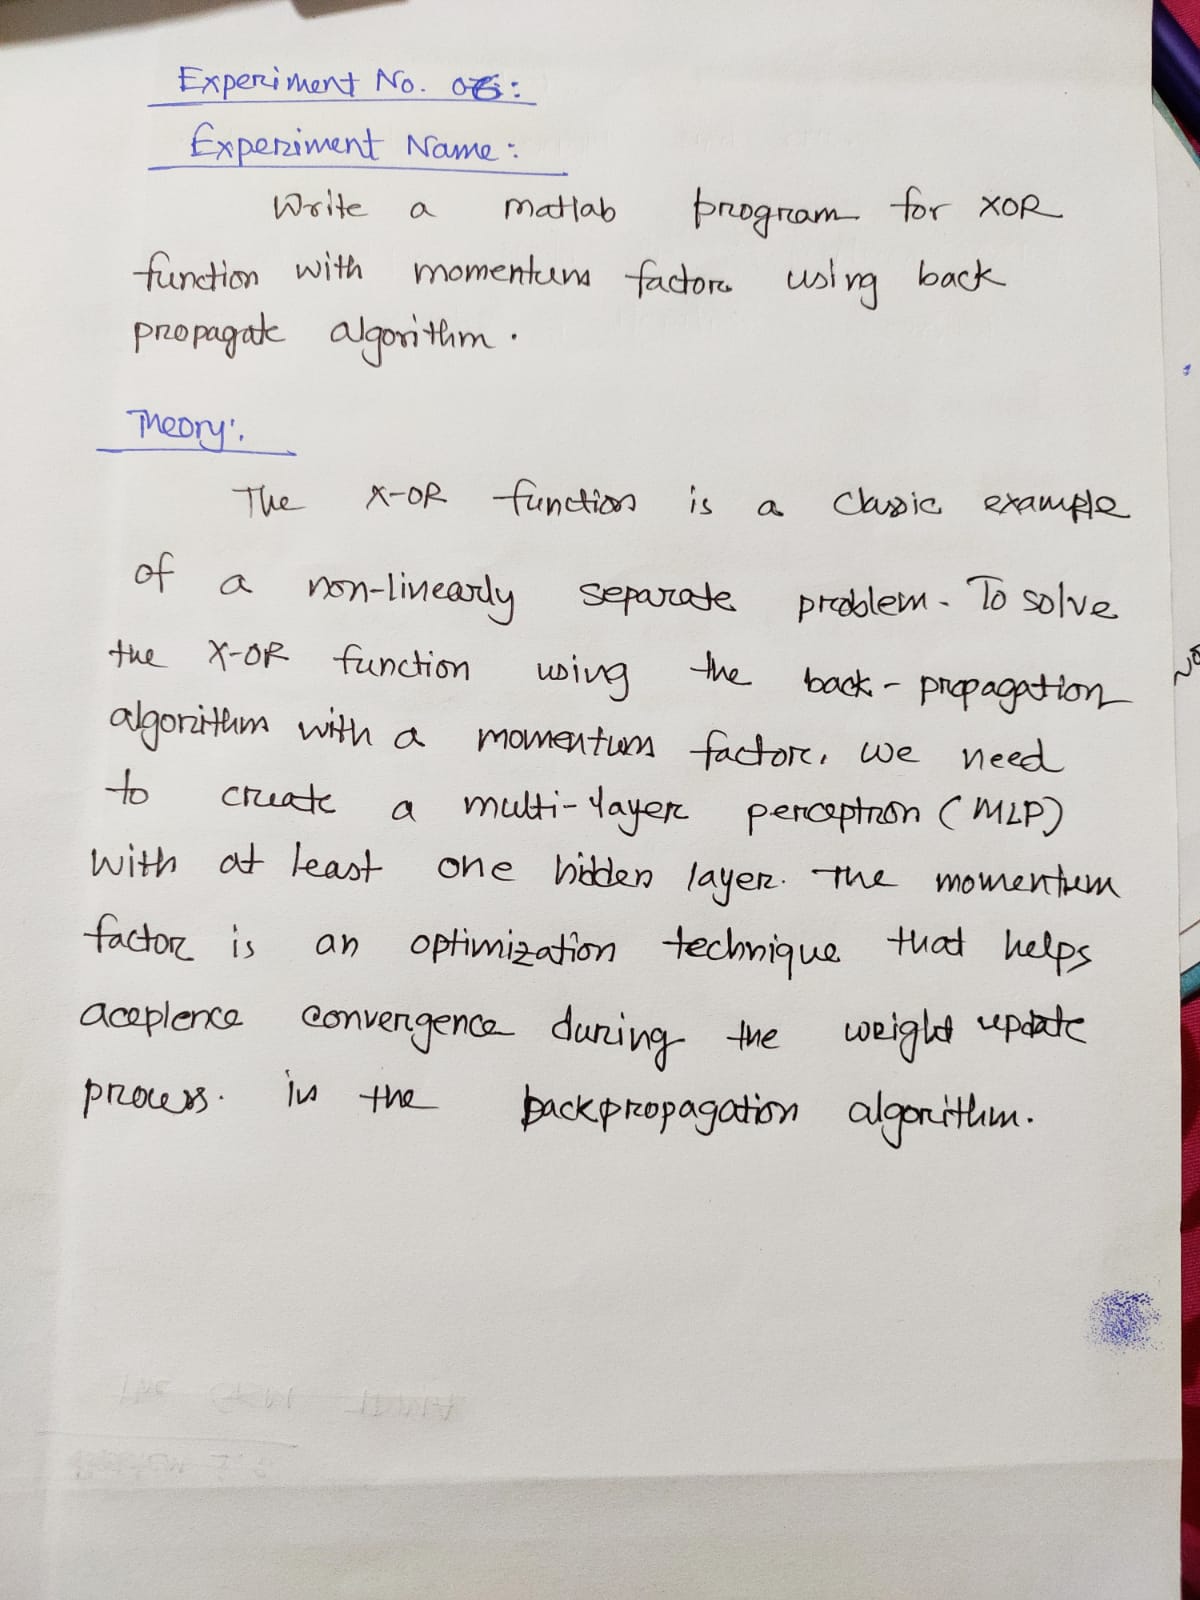 Experiment No. 06:
Experiment Name:
Write a matlab program for XOR
function with momentum factor using back
propagate algorithm.
Theory:
The X-OR function is a classic example
of a non-linearly separate problem. To solve
the X-OR function using the back-propagation
algorithm with a momentum factor, we need
to create a multi-layer perceptron (MLP)
with at least one hidden layer. The momentum
factor is an optimization technique that helps
aceplence convergence during the weight update
process. in the backpropagation algorithm.